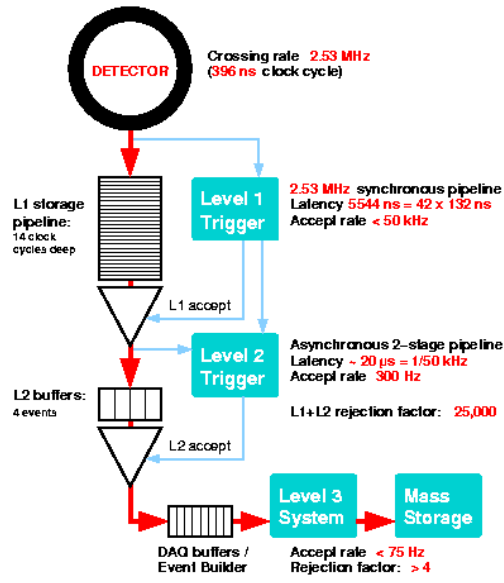 Crossing rate 2.53 MHz
(396 ns clock cycle)
DETECTOR
L1 storage
pipeline:
14 clock
cycles deep
Level 1
Trigger
2.53 MHz synchronous pipeline
Latency 5544 ns = 42 x 132 ns
Accept rate < 50 kHz
L1 accept
Level 2
Trigger
Asynchronous 2-stage pipeline
Latency ~ 20 µs = 1/50 kHz
Accept rate 300 Hz
L2 buffers:
4 events
L1+L2 rejection factor: 25,000
L2 accept
Level 3
System
Mass
Storage
DAQ buffers /
Event Builder
Accept rate < 75 Hz
Rejection factor: > 4